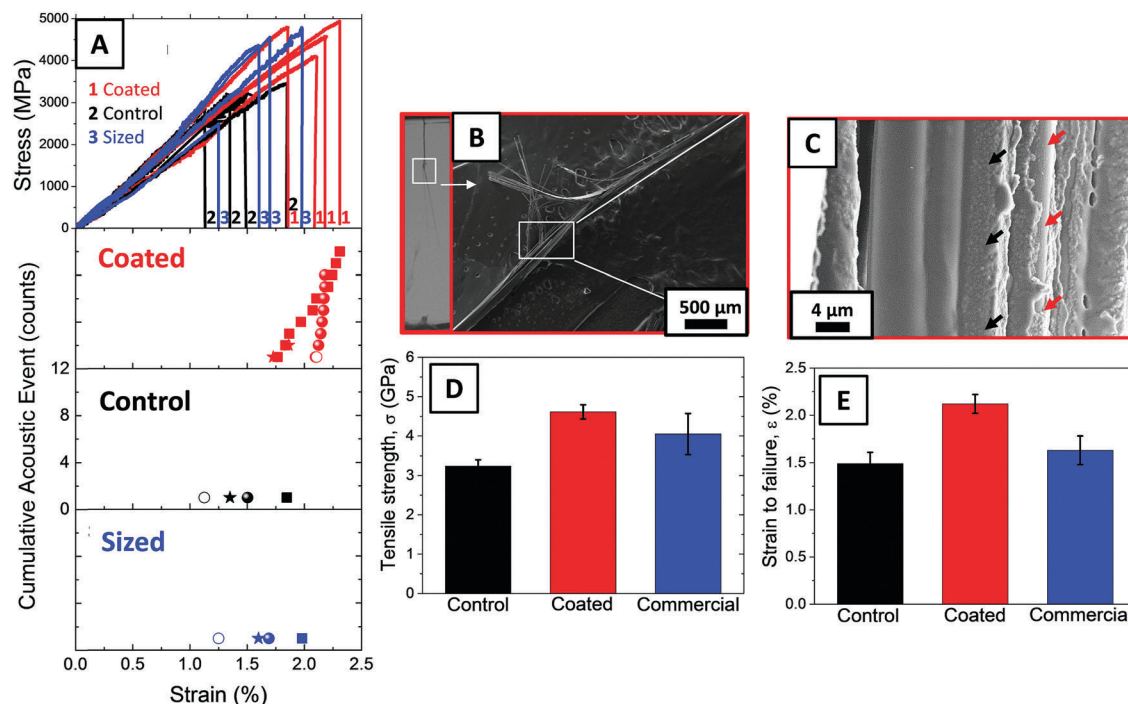 A
5000
4000
3000
2000
1000
0
Stress (MPa)
1 Coated
2 Control
3 Sized
2 3 2 2 3 3 2 1 3 1 1 1
Coated
12
Control
8
4
0
Sized
Cumulative Acoustic Event (counts)
0.0 0.5 1.0 1.5 2.0 2.5
Strain (%)
B
500 µm
C
4 µm
D
6
5
4
3
2
1
0
Tensile strength, σ (GPa)
Control Coated Commercial
E
2.5
2.0
1.5
1.0
0.5
0.0
Strain to failure, ε (%)
Control Coated Commercial